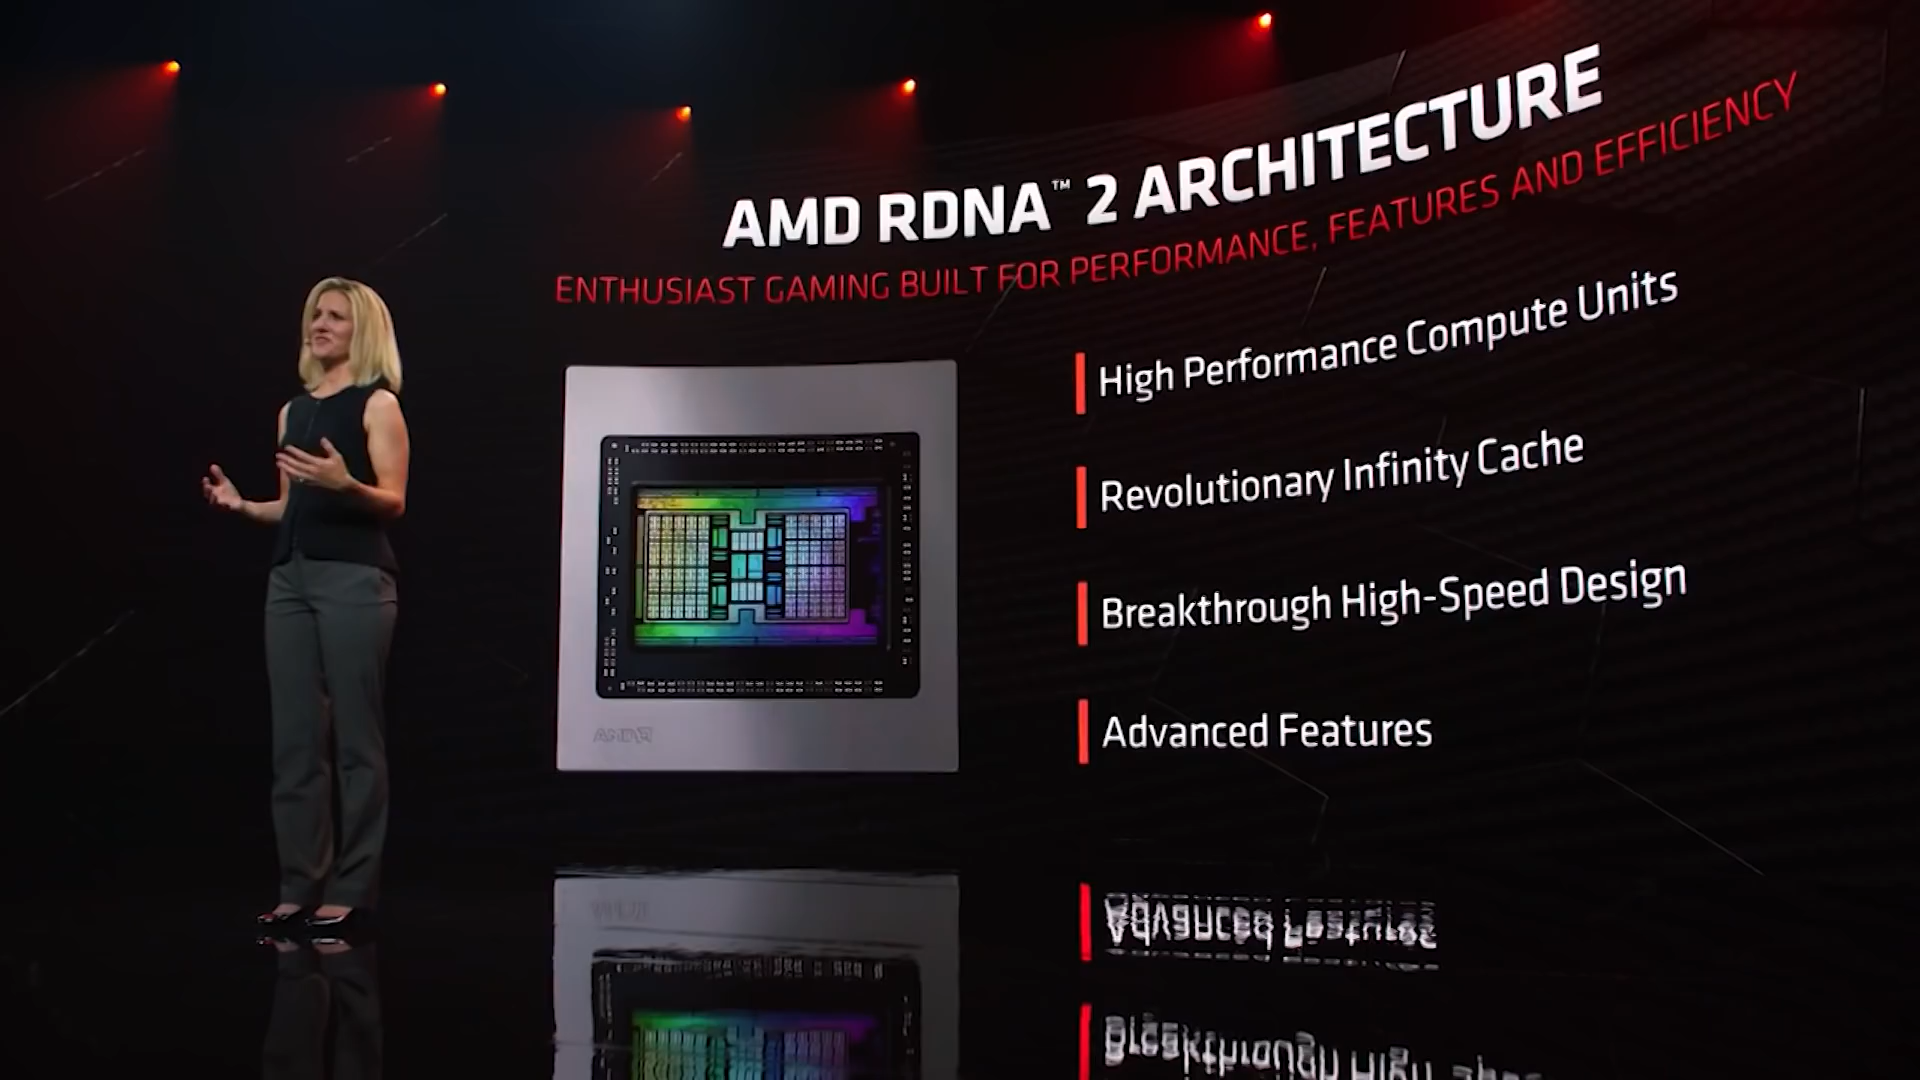 AMD RDNA™ 2 ARCHITECTURE
ENTHUSIAST GAMING BUILT FOR PERFORMANCE, FEATURES AND EFFICIENCY
High Performance Compute Units
Revolutionary Infinity Cache
Breakthrough High-Speed Design
Advanced Features
AMD